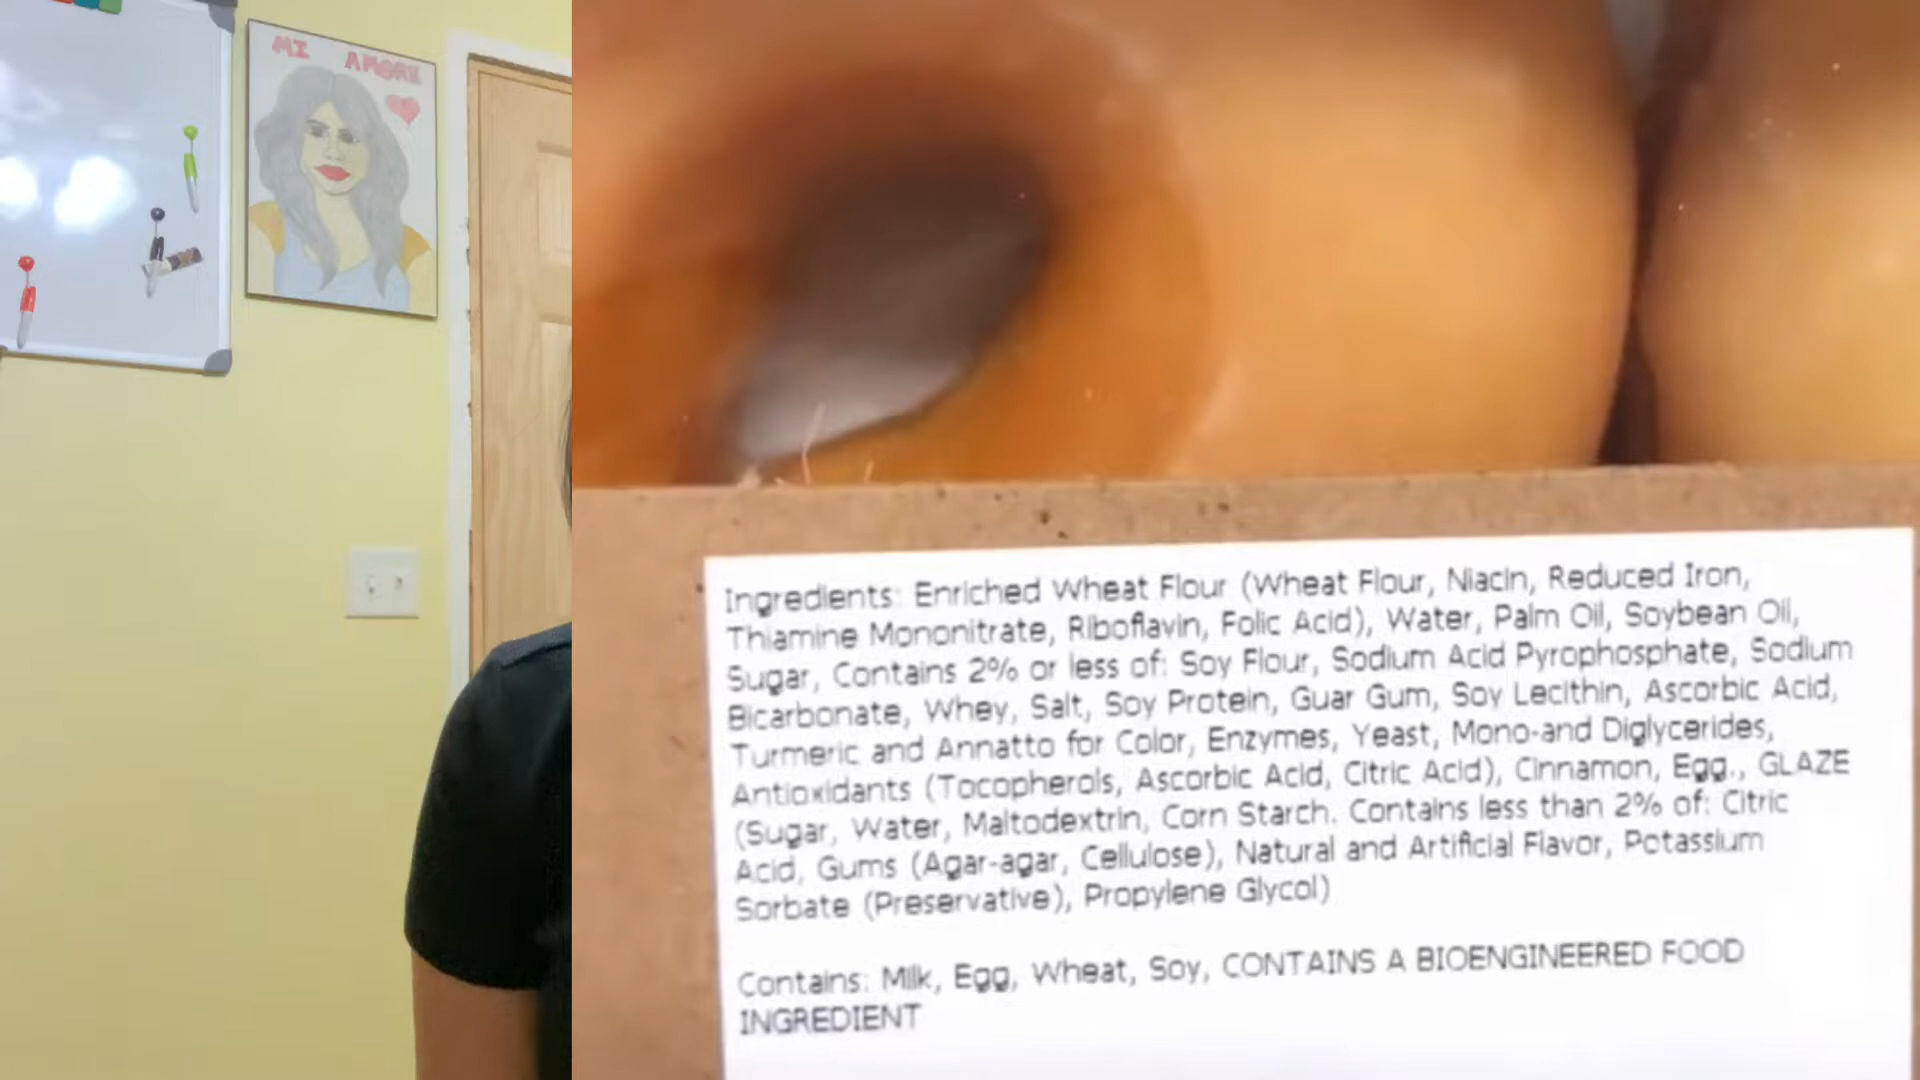 MI AMORE
Ingredients: Enriched Wheat Flour (Wheat Flour, Niacin, Reduced Iron,
Thiamine Mononitrate, Riboflavin, Folic Acid), Water, Palm Oil, Soybean Oil,
Sugar, Contains 2% or less of: Soy Flour, Sodium Acid Pyrophosphate, Sodium
Bicarbonate, Whey, Salt, Soy Protein, Guar Gum, Soy Lecithin, Ascorbic Acid,
Turmeric and Annatto for Color, Enzymes, Yeast, Mono-and Diglycerides,
Antioxidants (Tocopherols, Ascorbic Acid, Citric Acid), Cinnamon, Egg., GLAZE
(Sugar, Water, Maltodextrin, Corn Starch. Contains less than 2% of: Citric
Acid, Gums (Agar-agar, Cellulose), Natural and Artificial Flavor, Potassium
Sorbate (Preservative), Propylene Glycol)
Contains: Milk, Egg, Wheat, Soy, CONTAINS A BIOENGINEERED FOOD
INGREDIENT